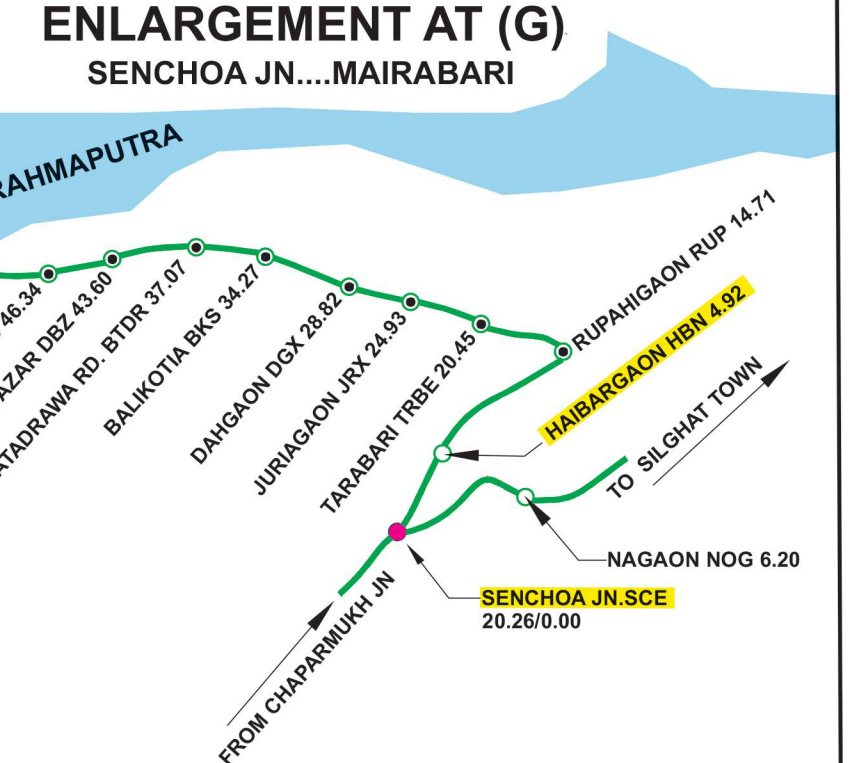 ENLARGEMENT AT (G)
SENCHOA JN....MAIRABARI
RAHMAPUTRA
46.34
AZAR DBZ 43.60
ATADRAWA RD. BTDR 37.07
BALIKOTIA BKS 34.27
DAHGAON DGX 28.82
JURIAGAON JRX 24.93
TARABARI TRBE 20.45
RUPAHIGAON RUP 14.71
HAIBARGAON HBN 4.92
TO SILGHAT TOWN
NAGAON NOG 6.20
SENCHOA JN.SCE
20.26/0.00
FROM CHAPARMUKH JN